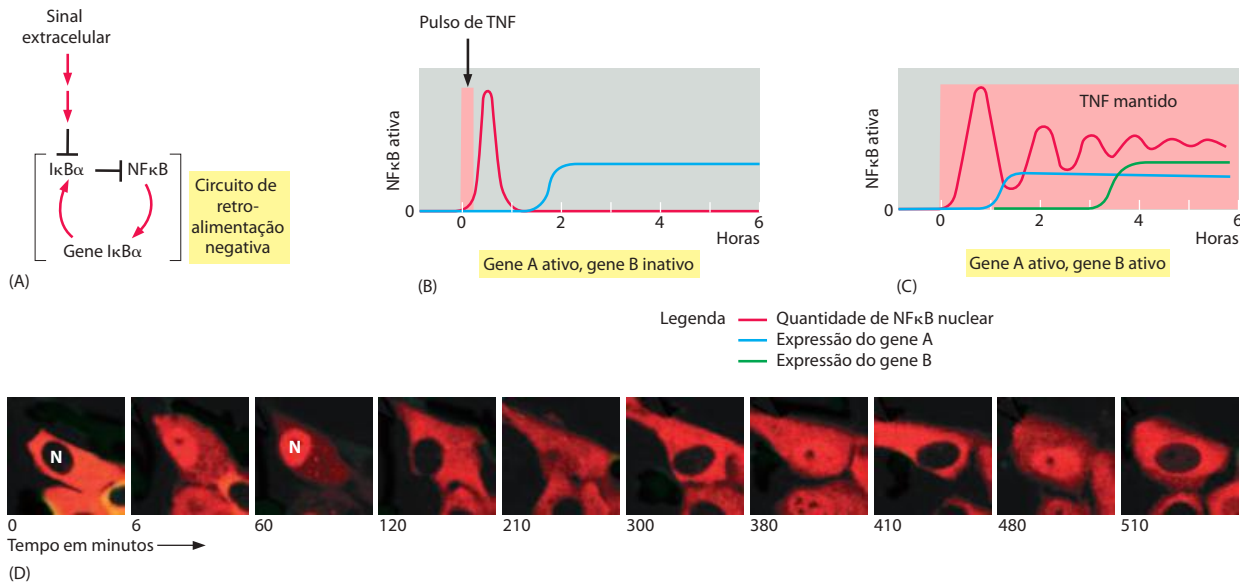 Sinal
extracelular
IκBα
NFκB
Gene IκBα
Circuito de
retro-
alimentação
negativa
(A)
Pulso de TNF
NFκB ativa
0
0
2
4
6
Horas
Gene A ativo, gene B inativo
(B)
TNF mantido
NFκB ativa
0
0
2
4
6
Horas
Gene A ativo, gene B ativo
(C)
Legenda
Quantidade de NFκB nuclear
Expressão do gene A
Expressão do gene B
N
N
0
6
60
120
210
300
380
410
480
510
Tempo em minutos
(D)